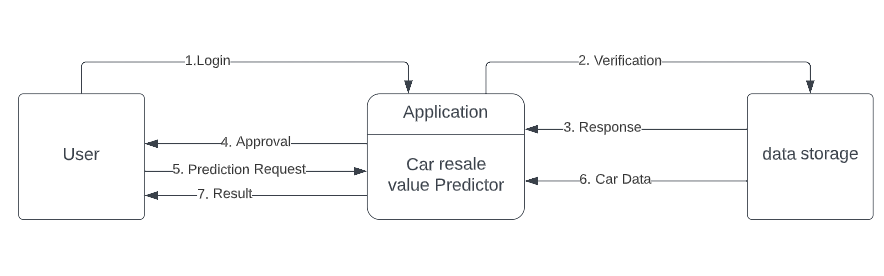 1.Login
2. Verification
Application
3. Response
4. Approval
User
Car resale
value Predictor
data storage
5. Prediction Request
6. Car Data
7. Result